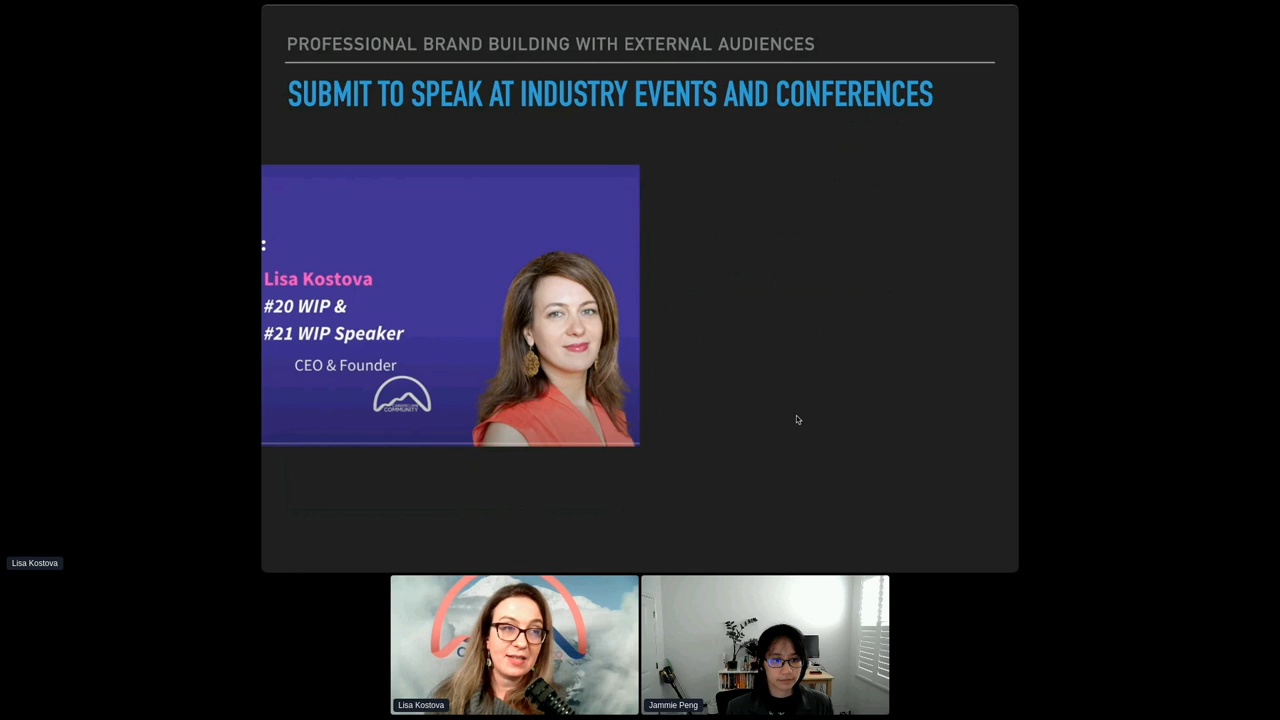 PROFESSIONAL BRAND BUILDING WITH EXTERNAL AUDIENCES
SUBMIT TO SPEAK AT INDUSTRY EVENTS AND CONFERENCES
:
Lisa Kostova
#20 WIP &
#21 WIP Speaker
CEO & Founder
COMMUNITY
Lisa Kostova
Lisa Kostova
Jammie Peng